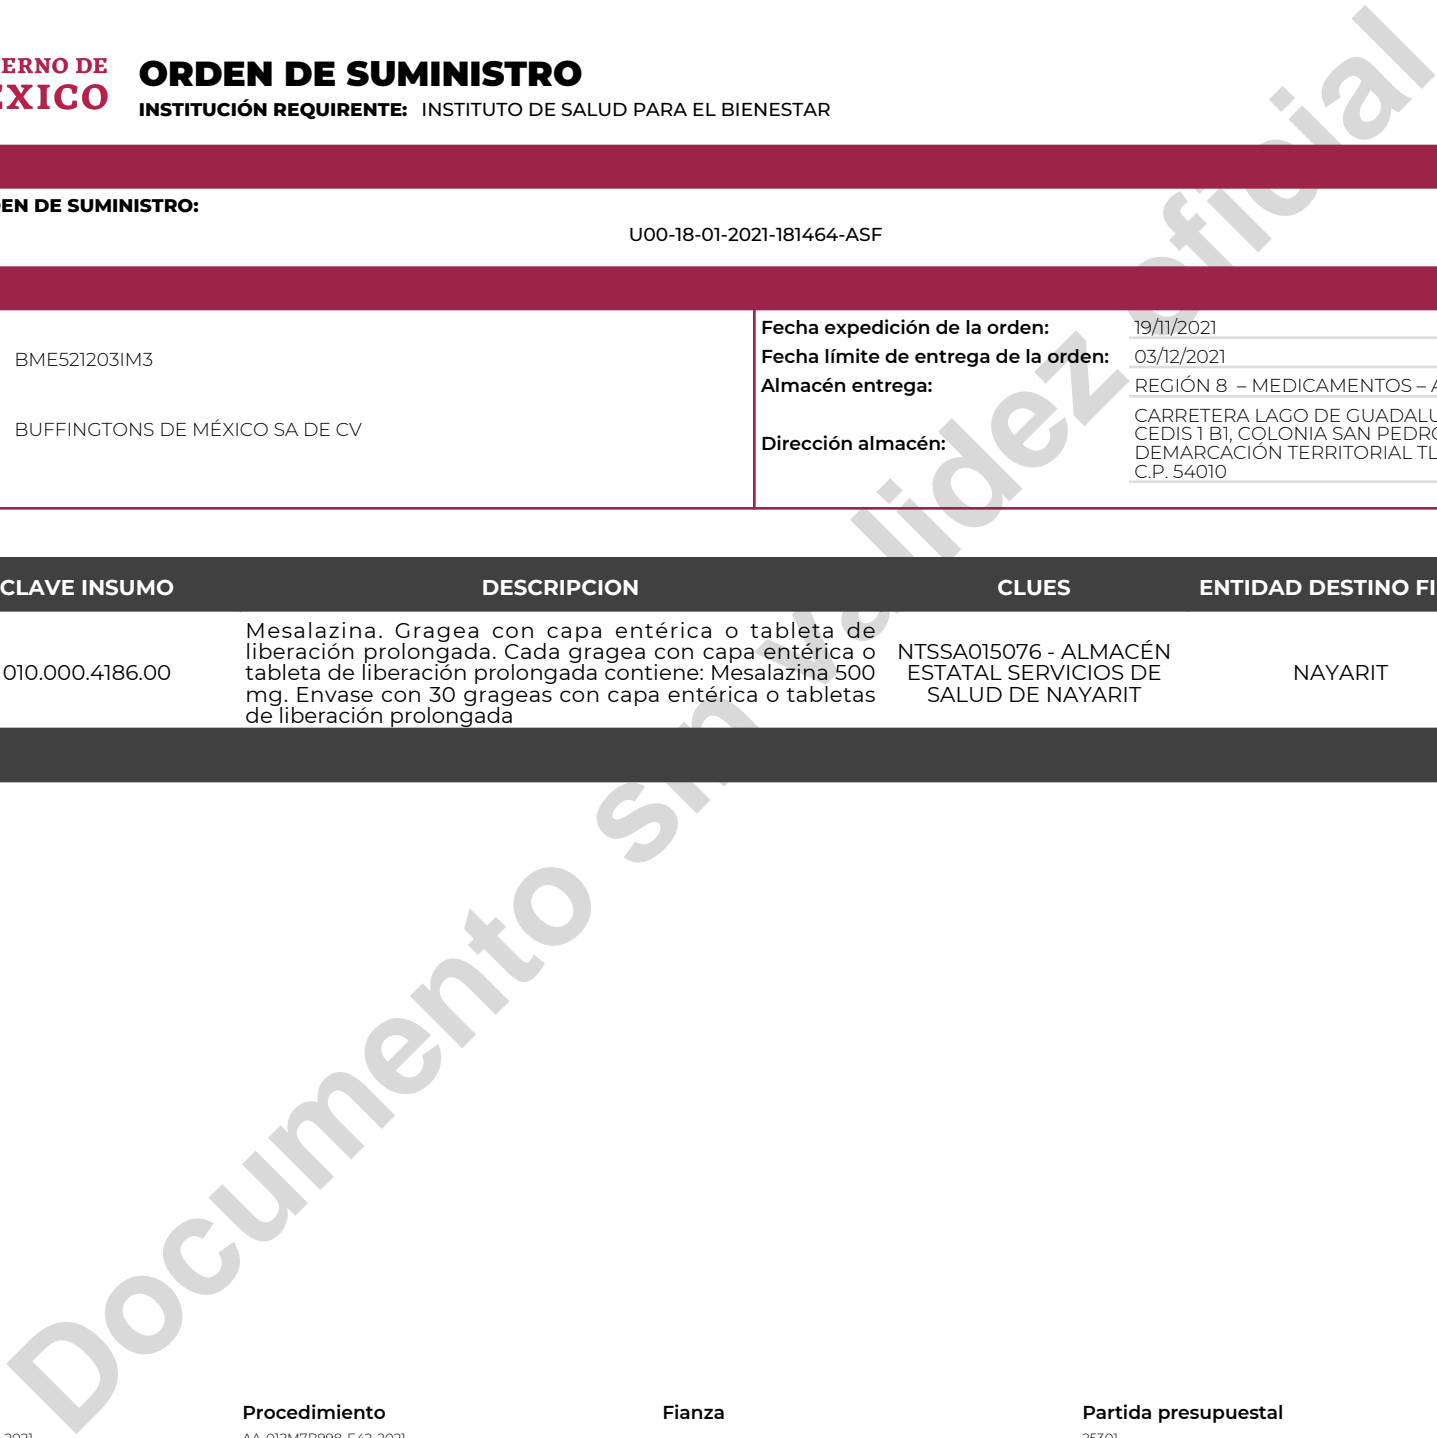 ERNO DE
ORDEN DE SUMINISTRO
INSTITUCIÓN REQUIRENTE: INSTITUTO DE SALUD PARA EL BIENESTAR
DE SUMINISTRO:
U00-18-01-2021-181464-ASF
BME521203IM3
BUFFINGTONS DE MÉXICO SA DE CV
Fecha expedición de la orden: 19/11/2021
Fecha límite de entrega de la orden: 03/12/2021
Almacén entrega: REGIÓN 8 – MEDICAMENTOS –
Dirección almacén:
CARRETERA LAGO DE
CEDIS 1 B1, COLONIA SAN
DEMARCACIÓN TERRITORIAL
C.P. 54010
CLAVE INSUMO DESCRIPCION CLUES ENTIDAD DESTINO
010.000.4186.00
Mesalazina. Gragea con capa entérica o tableta de
liberación prolongada. Cada gragea con capa entérica o
tableta de liberación prolongada contiene: Mesalazina 500
mg. Envase con 30 grageas con capa entérica o tabletas
de liberación prolongada
NTSSA015076 - ALMACÉN
ESTATAL SERVICIOS DE
SALUD DE NAYARIT
NAYARIT
Documento sin validez oficial
Procedimiento Fianza Partida presupuestal